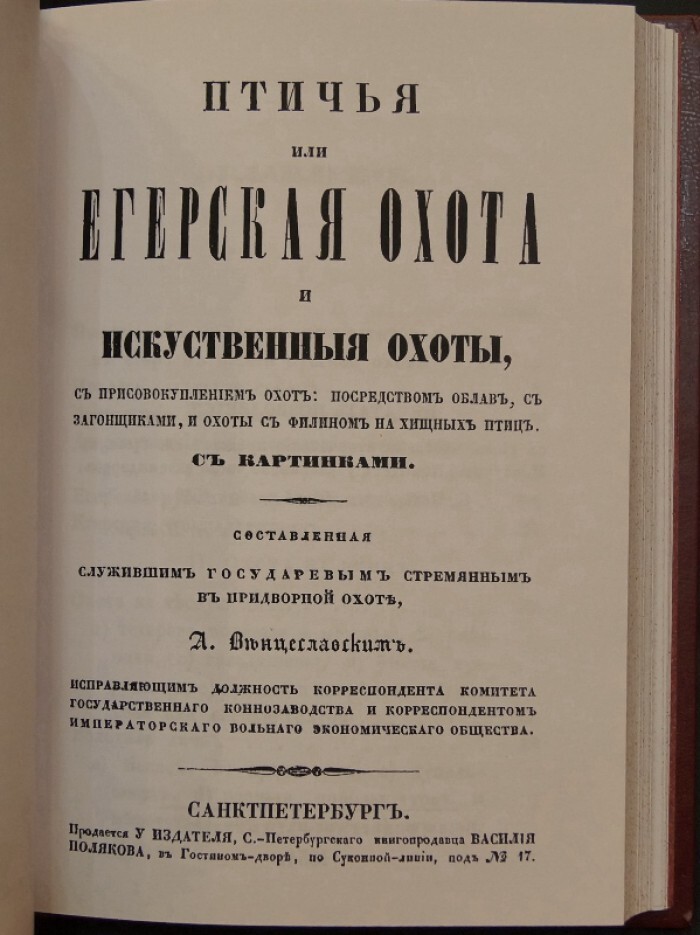 ПТИЧЬЯ
ИЛИ
ЕГЕРСКАЯ ОХОТА
И
ИСКУСТВЕННЫЯ ОХОТЫ,
СЪ ПРИСОВОКУПЛЕНІЕМЪ ОХОТЪ: ПОСРЕДСТВОМЪ ОБЛАВЪ, СЪ
ЗАГОНЩИКАМИ, И ОХОТЫ СЪ ФИЛИНОМЪ НА ХИЩНЫХЪ ПТИЦЪ.
СЪ КАРТИНКАМИ.
СОСТАВЛЕННАЯ
СЛУЖИВШИМЪ ГОСУДАРЕВЫМЪ СТРЕМЯННЫМЪ
ВЪ ПРИДВОРНОЙ ОХОТѢ,
А. Вѣнцеславскимъ.
ИСПРАВЛЯЮЩИМЪ ДОЛЖНОСТЬ КОРРЕСПОНДЕНТА КОМИТЕТА
ГОСУДАРСТВЕННАГО КОННОЗАВОДСТВА И КОРРЕСПОНДЕНТОМЪ
ИМПЕРАТОРСКАГО ВОЛЬНАГО ЭКОНОМИЧЕСКАГО ОБЩЕСТВА.
САНКТПЕТЕРБУРГЪ.
Продается У ИЗДАТЕЛЯ, С.-Петербургскаго книгопродавца ВАСИЛІЯ
ПОЛЯКОВА, въ Гостином-дворѣ, по Суконной-линіи, подъ № 17.